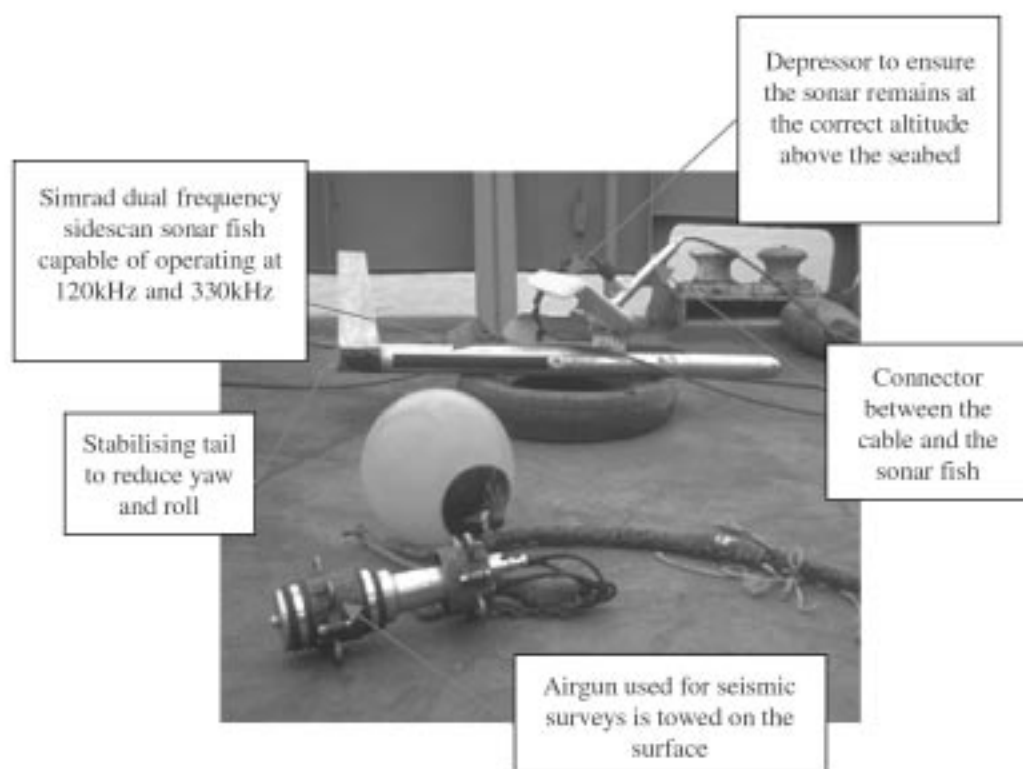 Depressor to ensure
the sonar remains at
the correct altitude
above the seabed
Simrad dual frequency
sidescan sonar fish
capable of operating at
120kHz and 330kHz
Connector
between the
cable and the
sonar fish
Stabilising tail
to reduce yaw
and roll
Airgun used for seismic
surveys is towed on the
surface